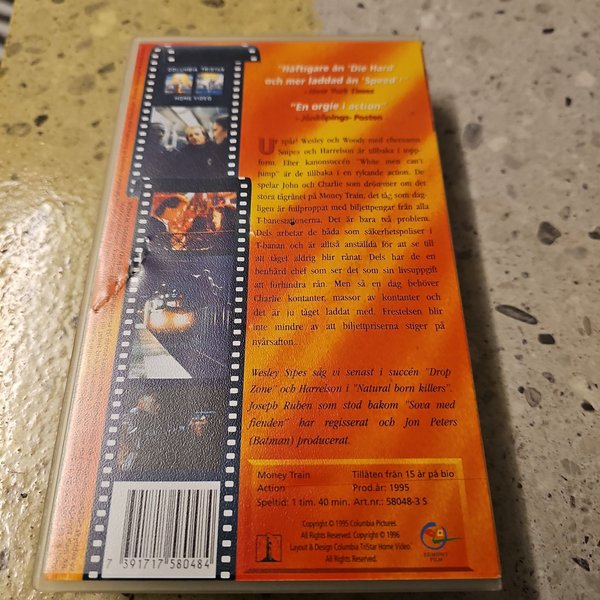 COLUMBIA TRISTAR
HOME VIDEO
"Häftigare än 'Die Hard'
och mer laddad än 'Speed'!"
- New York Times
"En orgie i action"
- Jönköpings- Posten
Ur spår! Wesley och Woody med efternamn
Snipes och Harrelson är tillbaka i topp-
form. Efter kanonsuccén "White men can't
jump" är de tillbaka i en rykande action. De
spelar John och Charlie som drömmer om det
stora tågrånet på Money Train, det tåg som dag-
ligen är fullproppat med biljettpengar från alla
T-banestationerna. Det är bara två problem.
Dels arbetar de båda som säkerhetspoliser i
T-banan och är alltså anställda för att se till
att tåget aldrig blir rånat. Dels har de en
benhård chef som ser det som sin livsuppgift
att förhindra rån. Men så en dag behöver
Charlie kontanter, massor av kontanter och
det är ju tåget laddat med. Frestelsen blir
inte mindre av att biljettpriserna stiger på
nyårsafton...
Wesley Sipes såg vi senast i succén "Drop
Zone" och Harrelson i "Natural born killers".
Joseph Ruben som stod bakom "Sova med
fienden" har regisserat och Jon Peters
(Batman) producerat.
Money Train Tillåten från 15 år på bio
Action Prod.år: 1995
Speltid: 1 tim. 40 min. Art.nr.: 58048-3 S
Copyright © 1995 Columbia Pictures
All Rights Reserved. Copyright © 1996
Layout & Design Columbia TriStar Home Video.
All Rights Reserved.
EGMONT
FILM
7 391717 580484